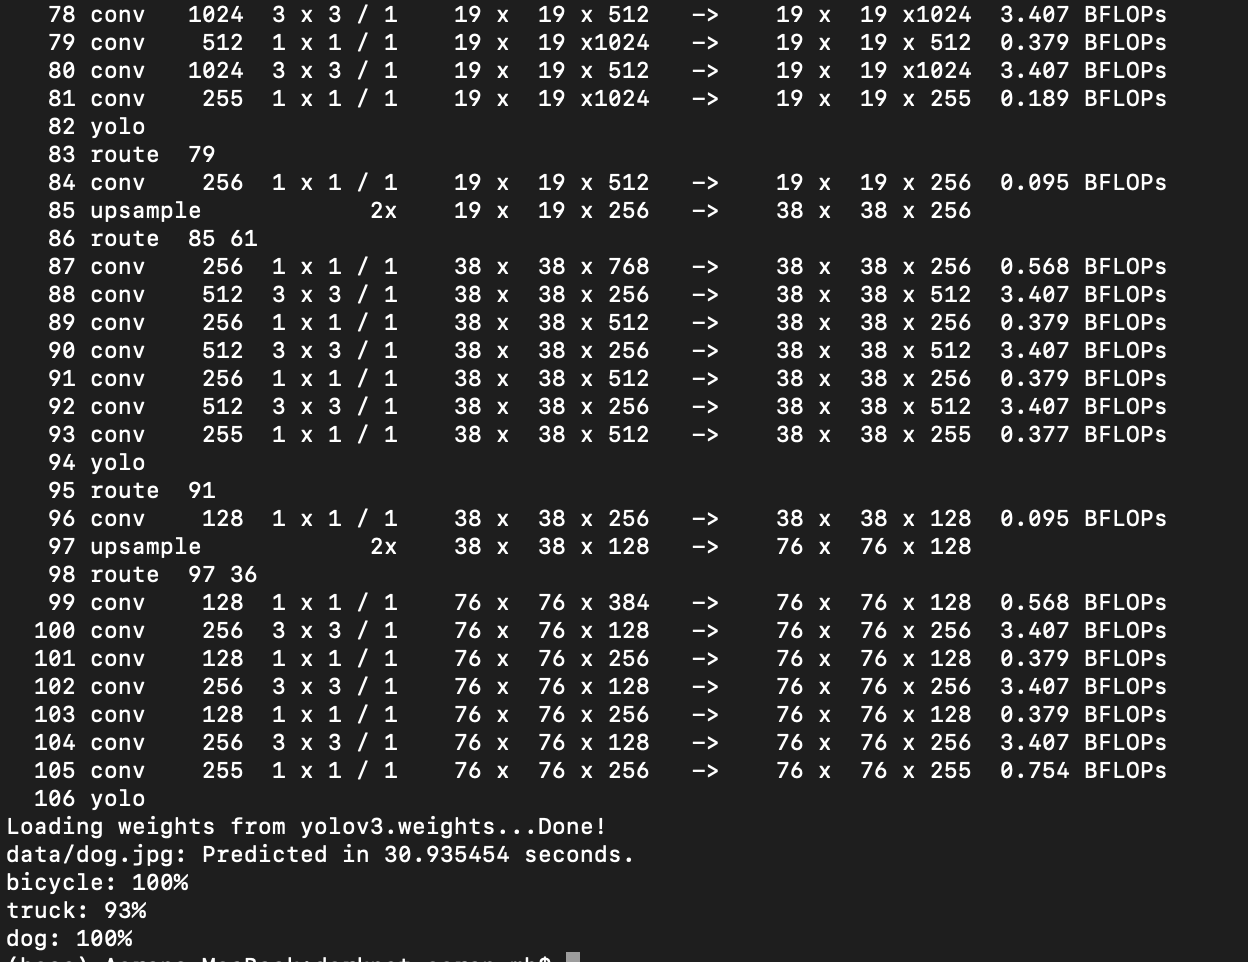 78 conv   1024  3 x 3 / 1    19 x  19 x 512   ->    19 x  19 x1024  3.407 BFLOPs
79 conv    512  1 x 1 / 1    19 x  19 x1024   ->    19 x  19 x 512  0.379 BFLOPs
80 conv   1024  3 x 3 / 1    19 x  19 x 512   ->    19 x  19 x1024  3.407 BFLOPs
81 conv    255  1 x 1 / 1    19 x  19 x1024   ->    19 x  19 x 255  0.189 BFLOPs
82 yolo
83 route  79
84 conv    256  1 x 1 / 1    19 x  19 x 512   ->    19 x  19 x 256  0.095 BFLOPs
85 upsample            2x    19 x  19 x 256   ->    38 x  38 x 256
86 route  85 61
87 conv    256  1 x 1 / 1    38 x  38 x 768   ->    38 x  38 x 256  0.568 BFLOPs
88 conv    512  3 x 3 / 1    38 x  38 x 256   ->    38 x  38 x 512  3.407 BFLOPs
89 conv    256  1 x 1 / 1    38 x  38 x 512   ->    38 x  38 x 256  0.379 BFLOPs
90 conv    512  3 x 3 / 1    38 x  38 x 256   ->    38 x  38 x 512  3.407 BFLOPs
91 conv    256  1 x 1 / 1    38 x  38 x 512   ->    38 x  38 x 256  0.379 BFLOPs
92 conv    512  3 x 3 / 1    38 x  38 x 256   ->    38 x  38 x 512  3.407 BFLOPs
93 conv    255  1 x 1 / 1    38 x  38 x 512   ->    38 x  38 x 255  0.377 BFLOPs
94 yolo
95 route  91
96 conv    128  1 x 1 / 1    38 x  38 x 256   ->    38 x  38 x 128  0.095 BFLOPs
97 upsample            2x    38 x  38 x 128   ->    76 x  76 x 128
98 route  97 36
99 conv    128  1 x 1 / 1    76 x  76 x 384   ->    76 x  76 x 128  0.568 BFLOPs
100 conv    256  3 x 3 / 1    76 x  76 x 128   ->    76 x  76 x 256  3.407 BFLOPs
101 conv    128  1 x 1 / 1    76 x  76 x 256   ->    76 x  76 x 128  0.379 BFLOPs
102 conv    256  3 x 3 / 1    76 x  76 x 128   ->    76 x  76 x 256  3.407 BFLOPs
103 conv    128  1 x 1 / 1    76 x  76 x 256   ->    76 x  76 x 128  0.379 BFLOPs
104 conv    256  3 x 3 / 1    76 x  76 x 128   ->    76 x  76 x 256  3.407 BFLOPs
105 conv    255  1 x 1 / 1    76 x  76 x 256   ->    76 x  76 x 255  0.754 BFLOPs
106 yolo
Loading weights from yolov3.weights...Done!
data/dog.jpg: Predicted in 30.935454 seconds.
bicycle: 100%
truck: 93%
dog: 100%